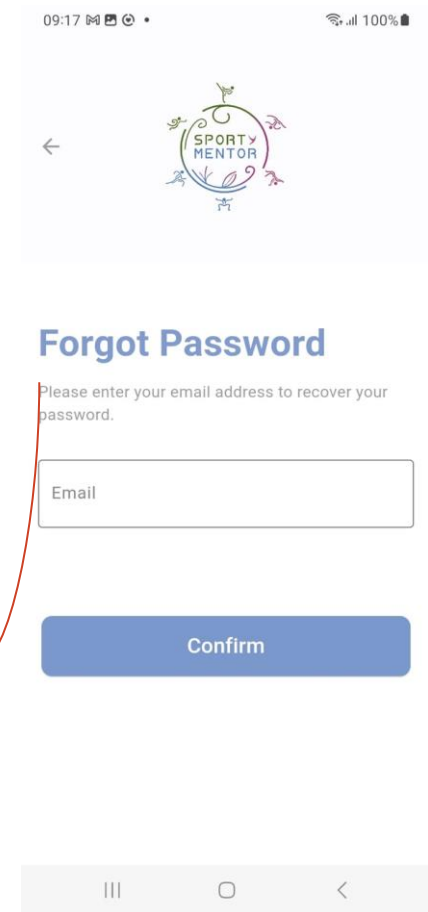 09:17
100%
SPORTY
MENTOR
Forgot Password
Please enter your email address to recover your
password.
Email
Confirm